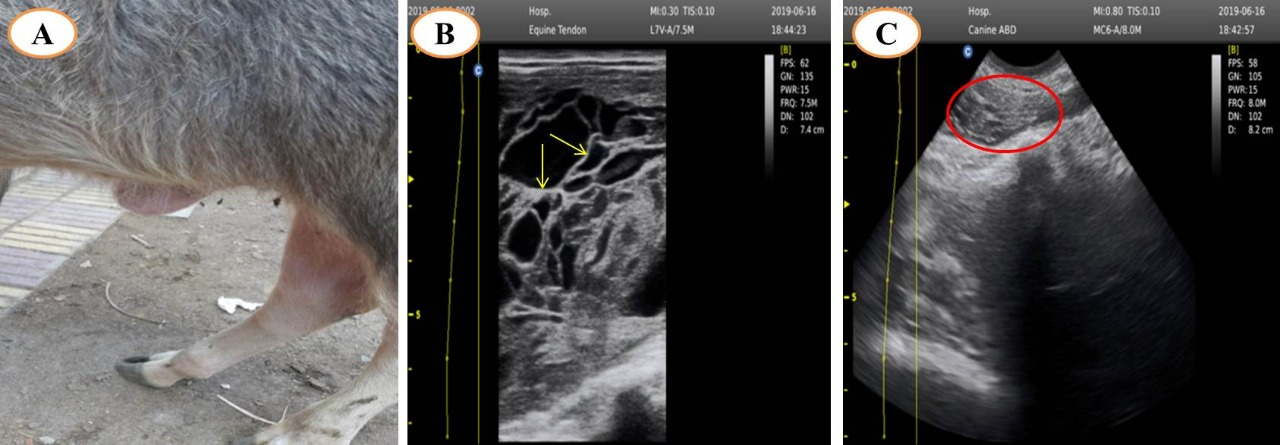 A
B
2019-06-16 0002
Hosp.
MI:0.30 TIS:0.10
2019-06-16
Equine Tendon
L7V-A/7.5M
18:44:23
C
[B]
FPS: 62
GN: 135
PWR:15
FRQ: 7.5M
DN: 102
D: 7.4 cm
5
C
2019-06-16 0002
Hosp.
MI:0.80 TIS:0.10
2019-06-16
Canine ABD
MC6-A/8.0M
18:42:57
C
0
[B]
FPS: 58
GN: 105
PWR:15
FRQ: 8.0M
DN: 102
D: 8.2 cm
5